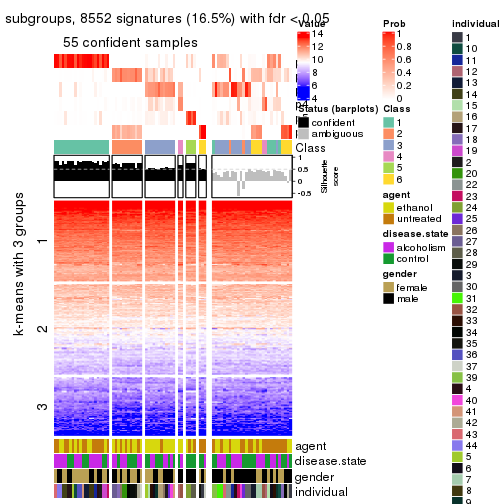 subgroups, 8552 signatures (16.5%) with fdr < 0.05
55 confident samples
k-means with 3 groups
1
2
3
Class
1
0.5
0
-0.5
Silhouette
score
agent
disease.state
gender
individual
Value
14
12
10
8
6
4
Status (barplots)
confident
ambiguous
Prob
1
0.8
0.6
0.4
0.2
0
Class
1
2
3
4
5
6
agent
ethanol
untreated
disease.state
alcoholism
control
gender
female
male
individual
1
10
11
12
13
14
15
16
17
18
19
2
20
22
23
24
25
26
27
28
29
3
30
31
32
33
34
35
36
37
39
4
40
41
42
43
44
5
6
7
8
9